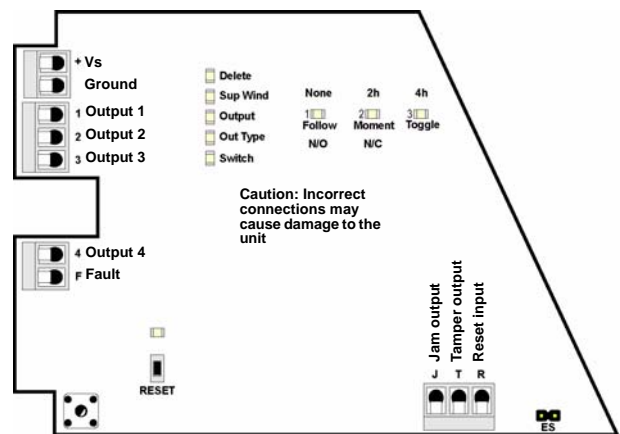 + Vs
Ground
1 Output 1
2 Output 2
3 Output 3
4 Output 4
F Fault
Delete
Sup Wind
Output
Out Type
Switch
None 2h 4h
1 2 3
Follow Moment Toggle
N/O N/C
Caution: Incorrect
connections may
cause damage to the
unit
RESET
Jam output
Tamper output
Reset input
J T R
ES